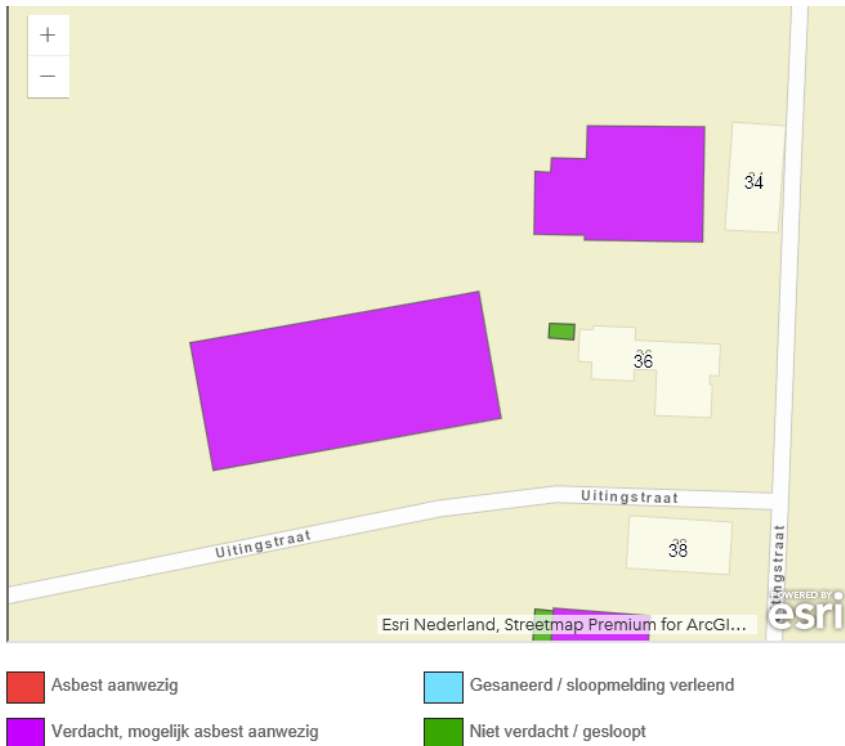 +
−
34
36
Uitingstraat
Uitingstraat
38
tingstraat
POWERED BY
esri
Esri Nederland, Streetmap Premium for ArcGI...
Asbest aanwezig
Gesaneerd / sloopmelding verleend
Verdacht, mogelijk asbest aanwezig
Niet verdacht / gesloopt